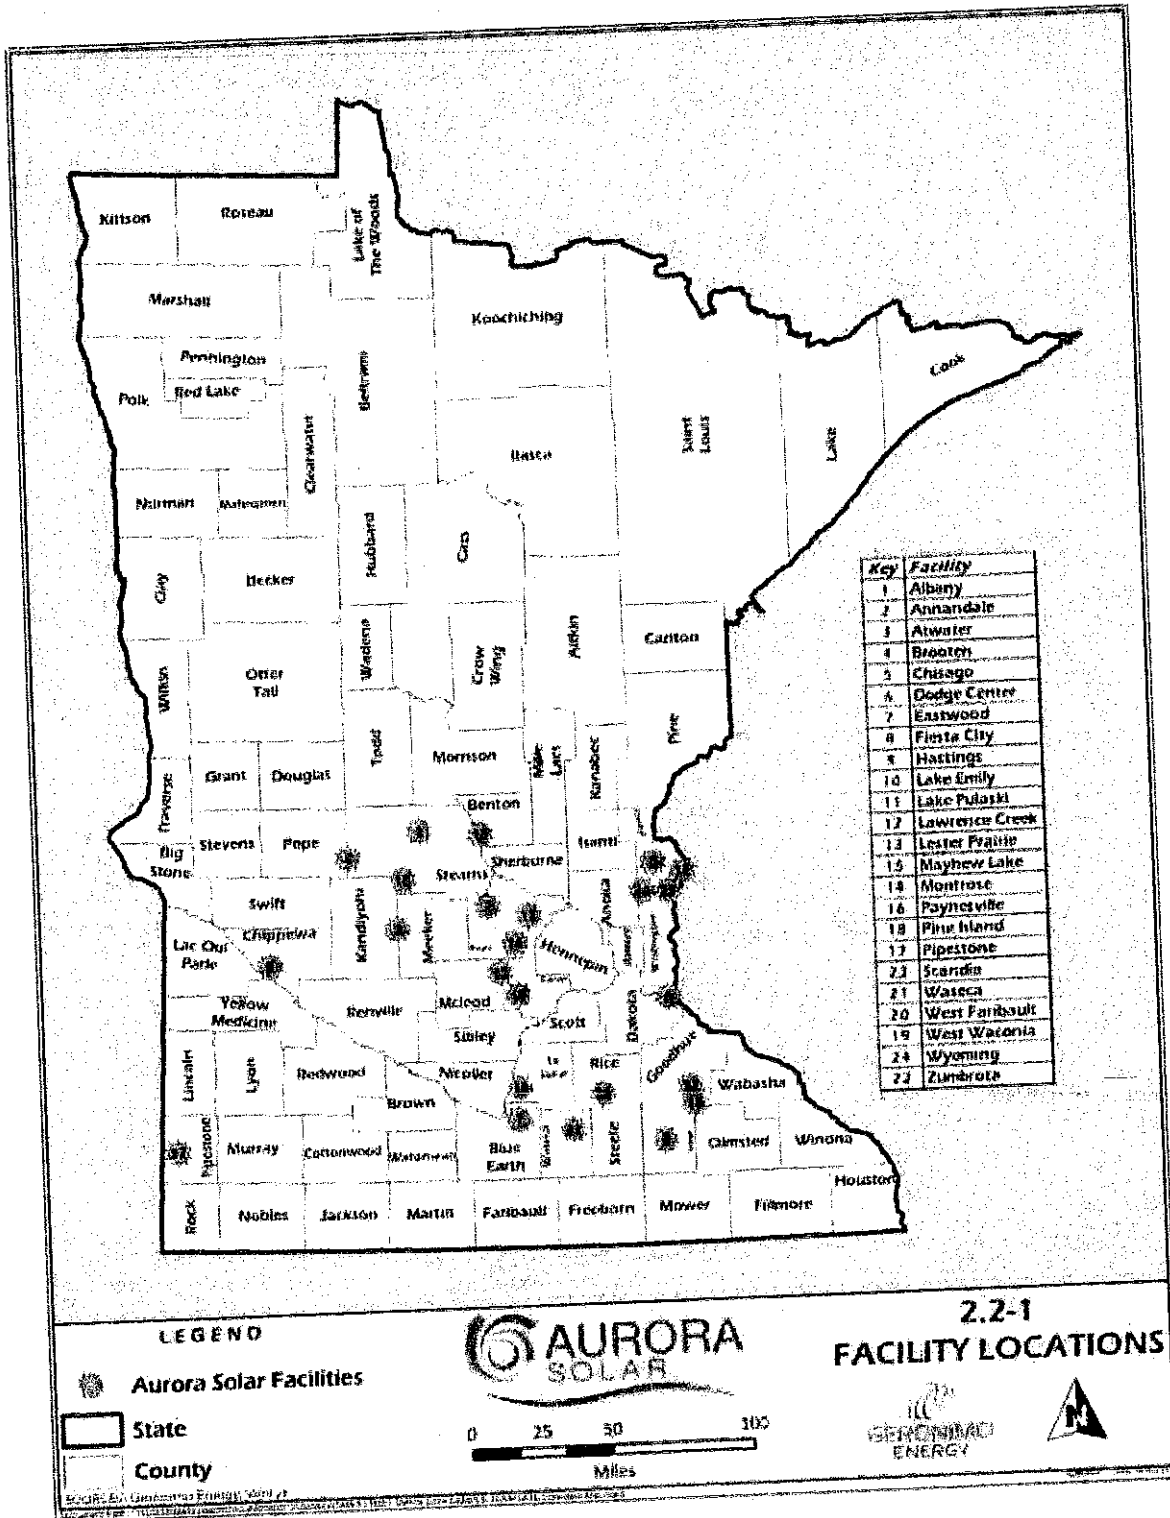 Kittson
Roseau
Lake of
The Woods
Marshall
Koochiching
Pennington
Polk
Red Lake
Beltrami
Clearwater
Cook
Saint
Louis
Lake
Itasca
Norman
Mahnomen
Hubbard
Cass
Clay
Becker
Key Facility
1 Albany
2 Annandale
3 Atwater
4 Brooten
5 Chisago
6 Dodge Center
7 Eastwood
8 Fiesta City
9 Hastings
10 Lake Emily
11 Lake Pulaski
12 Lawrence Creek
13 Lester Prairie
15 Mayhew Lake
14 Montrose
16 Paynesville
18 Pine Island
17 Pipestone
23 Scandia
21 Waseca
20 West Faribault
19 West Waconia
24 Wyoming
22 Zumbrota
Wadena
Crow
Wing
Aitkin
Carlton
Wilkin
Otter
Tail
Todd
Morrison
Mille
Lacs
Kanabec
Pine
Grant
Douglas
Traverse
Benton
Big
Stone
Stevens
Pope
Stearns
Sherburne
Isanti
Swift
Kandiyohi
Meeker
Anoka
Chippewa
Lac Qui
Parle
Hennepin
Washington
Yellow
Medicine
Renville
Mcleod
Sibley
Scott
Dakota
Lincoln
Lyon
Redwood
Nicollet
Rice
Goodhue
Wabasha
Brown
Pipestone
Murray
Cottonwood
Watonwan
Blue
Earth
Steele
Olmsted
Winona
Houston
Rock
Nobles
Jackson
Martin
Faribault
Freeborn
Mower
Fillmore
LEGEND
Aurora Solar Facilities
State
County
AURORA
SOLAR
0 25 50 100
Miles
2.2-1
FACILITY LOCATIONS
GERONIMO
ENERGY
N